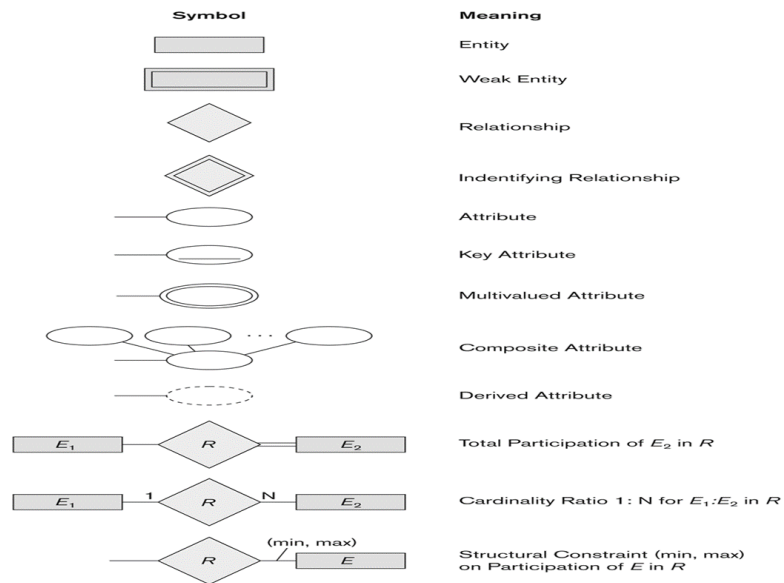 Symbol Meaning
Entity
Weak Entity
Relationship
Indentifying Relationship
Attribute
Key Attribute
Multivalued Attribute
· · ·
Composite Attribute
Derived Attribute
E₁ R E₂ Total Participation of E₂ in R
E₁ 1 R N E₂ Cardinality Ratio 1: N for E₁:E₂ in R
(min, max)
R E Structural Constraint (min, max)
on Participation of E in R